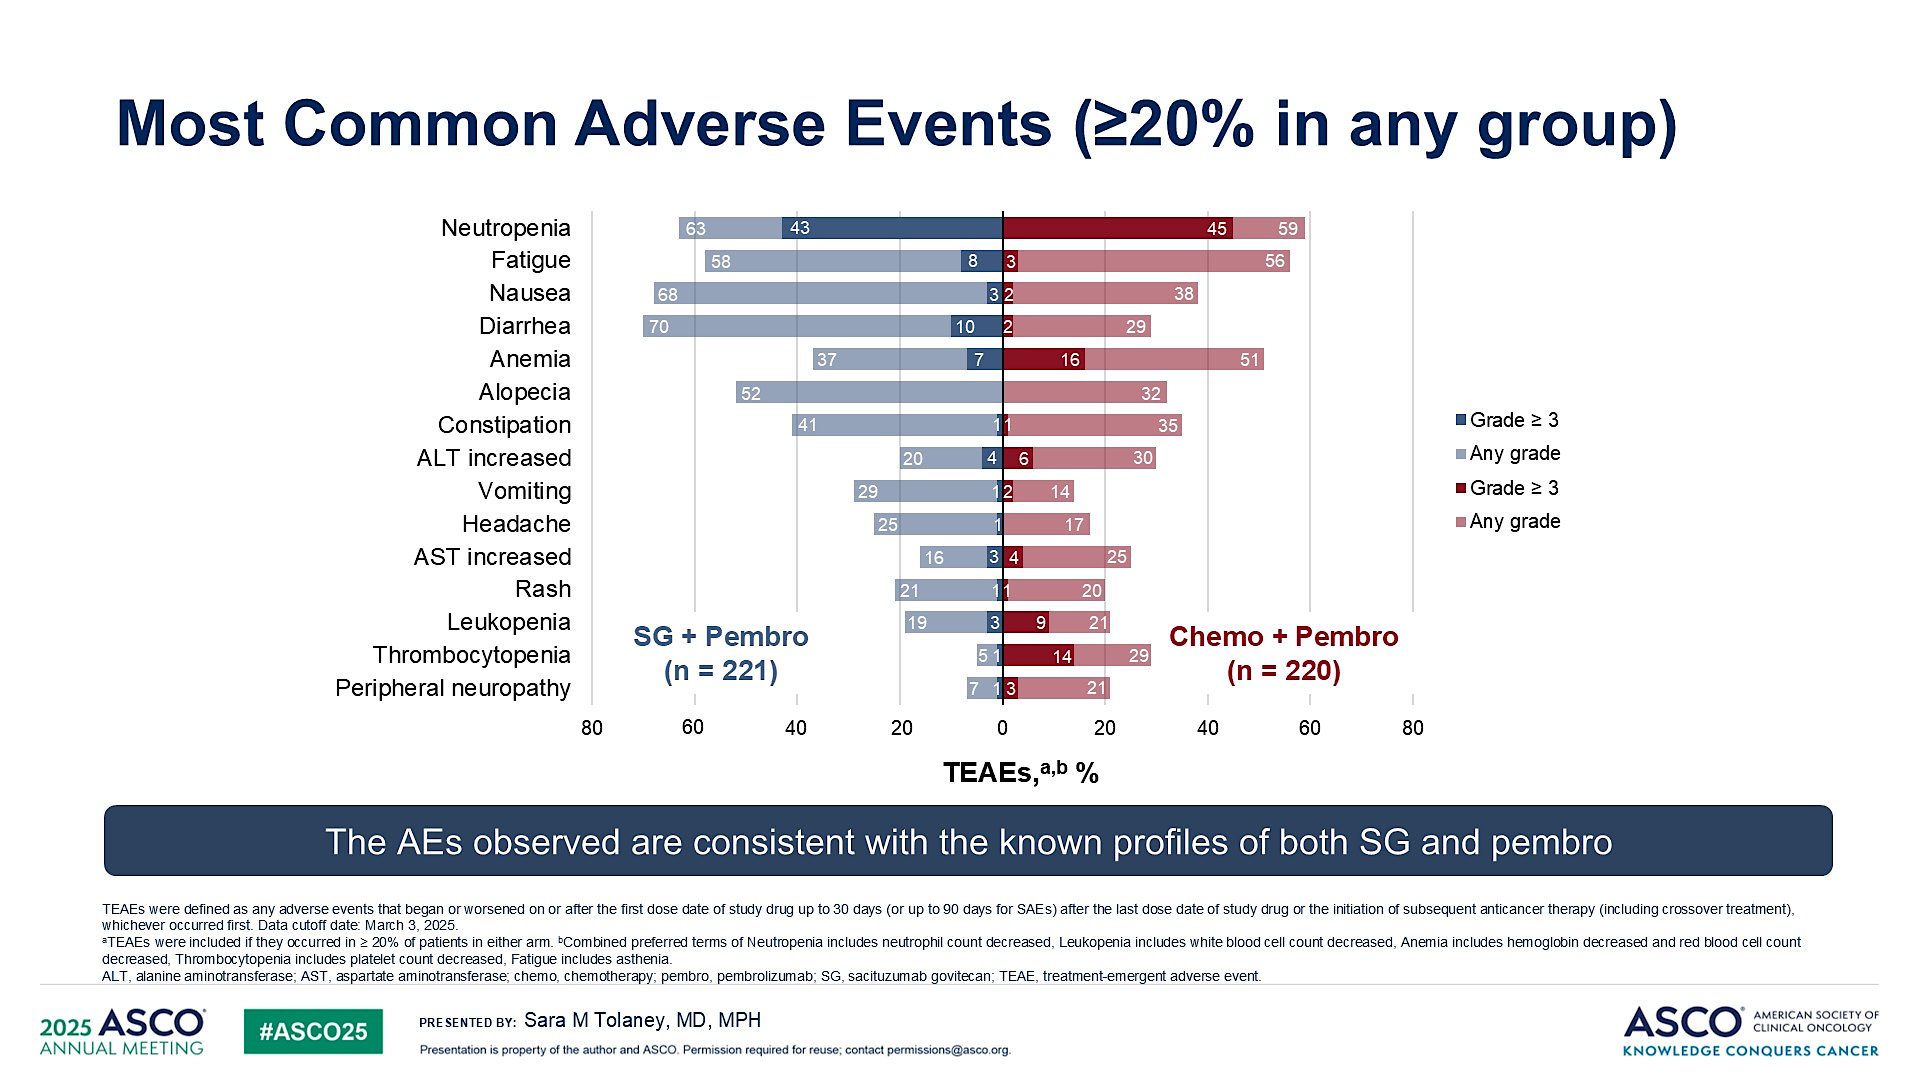 Most Common Adverse Events (≥20% in any group)
Neutropenia 63 43 45 59
Fatigue 58 8 3 56
Nausea 68 3 2 38
Diarrhea 70 10 2 29
Anemia 37 7 16 51
Alopecia 52 32
Constipation 41 1 1 35
ALT increased 20 4 6 30
Vomiting 29 1 2 14
Headache 25 1 17
AST increased 16 3 4 25
Rash 21 1 1 20
Leukopenia 19 3 9 21
Thrombocytopenia 5 1 14 29
Peripheral neuropathy 7 1 3 21
SG + Pembro
(n = 221)
Chemo + Pembro
(n = 220)
Grade ≥ 3
Any grade
Grade ≥ 3
Any grade
80 60 40 20 0 20 40 60 80
TEAEs,a,b %
The AEs observed are consistent with the known profiles of both SG and pembro
TEAEs were defined as any adverse events that began or worsened on or after the first dose date of study drug up to 30 days (or up to 90 days for SAEs) after the last dose date of study drug or the initiation of subsequent anticancer therapy (including crossover treatment),
whichever occurred first. Data cutoff date: March 3, 2025.
aTEAEs were included if they occurred in ≥ 20% of patients in either arm. bCombined preferred terms of Neutropenia includes neutrophil count decreased, Leukopenia includes white blood cell count decreased, Anemia includes hemoglobin decreased and red blood cell count
decreased, Thrombocytopenia includes platelet count decreased, Fatigue includes asthenia.
ALT, alanine aminotransferase; AST, aspartate aminotransferase; chemo, chemotherapy; pembro, pembrolizumab; SG, sacituzumab govitecan; TEAE, treatment-emergent adverse event.
2025 ASCO
ANNUAL MEETING
#ASCO25
PRESENTED BY: Sara M Tolaney, MD, MPH
Presentation is property of the author and ASCO. Permission required for reuse; contact permissions@asco.org.
ASCO AMERICAN SOCIETY OF
CLINICAL ONCOLOGY
KNOWLEDGE CONQUERS CANCER